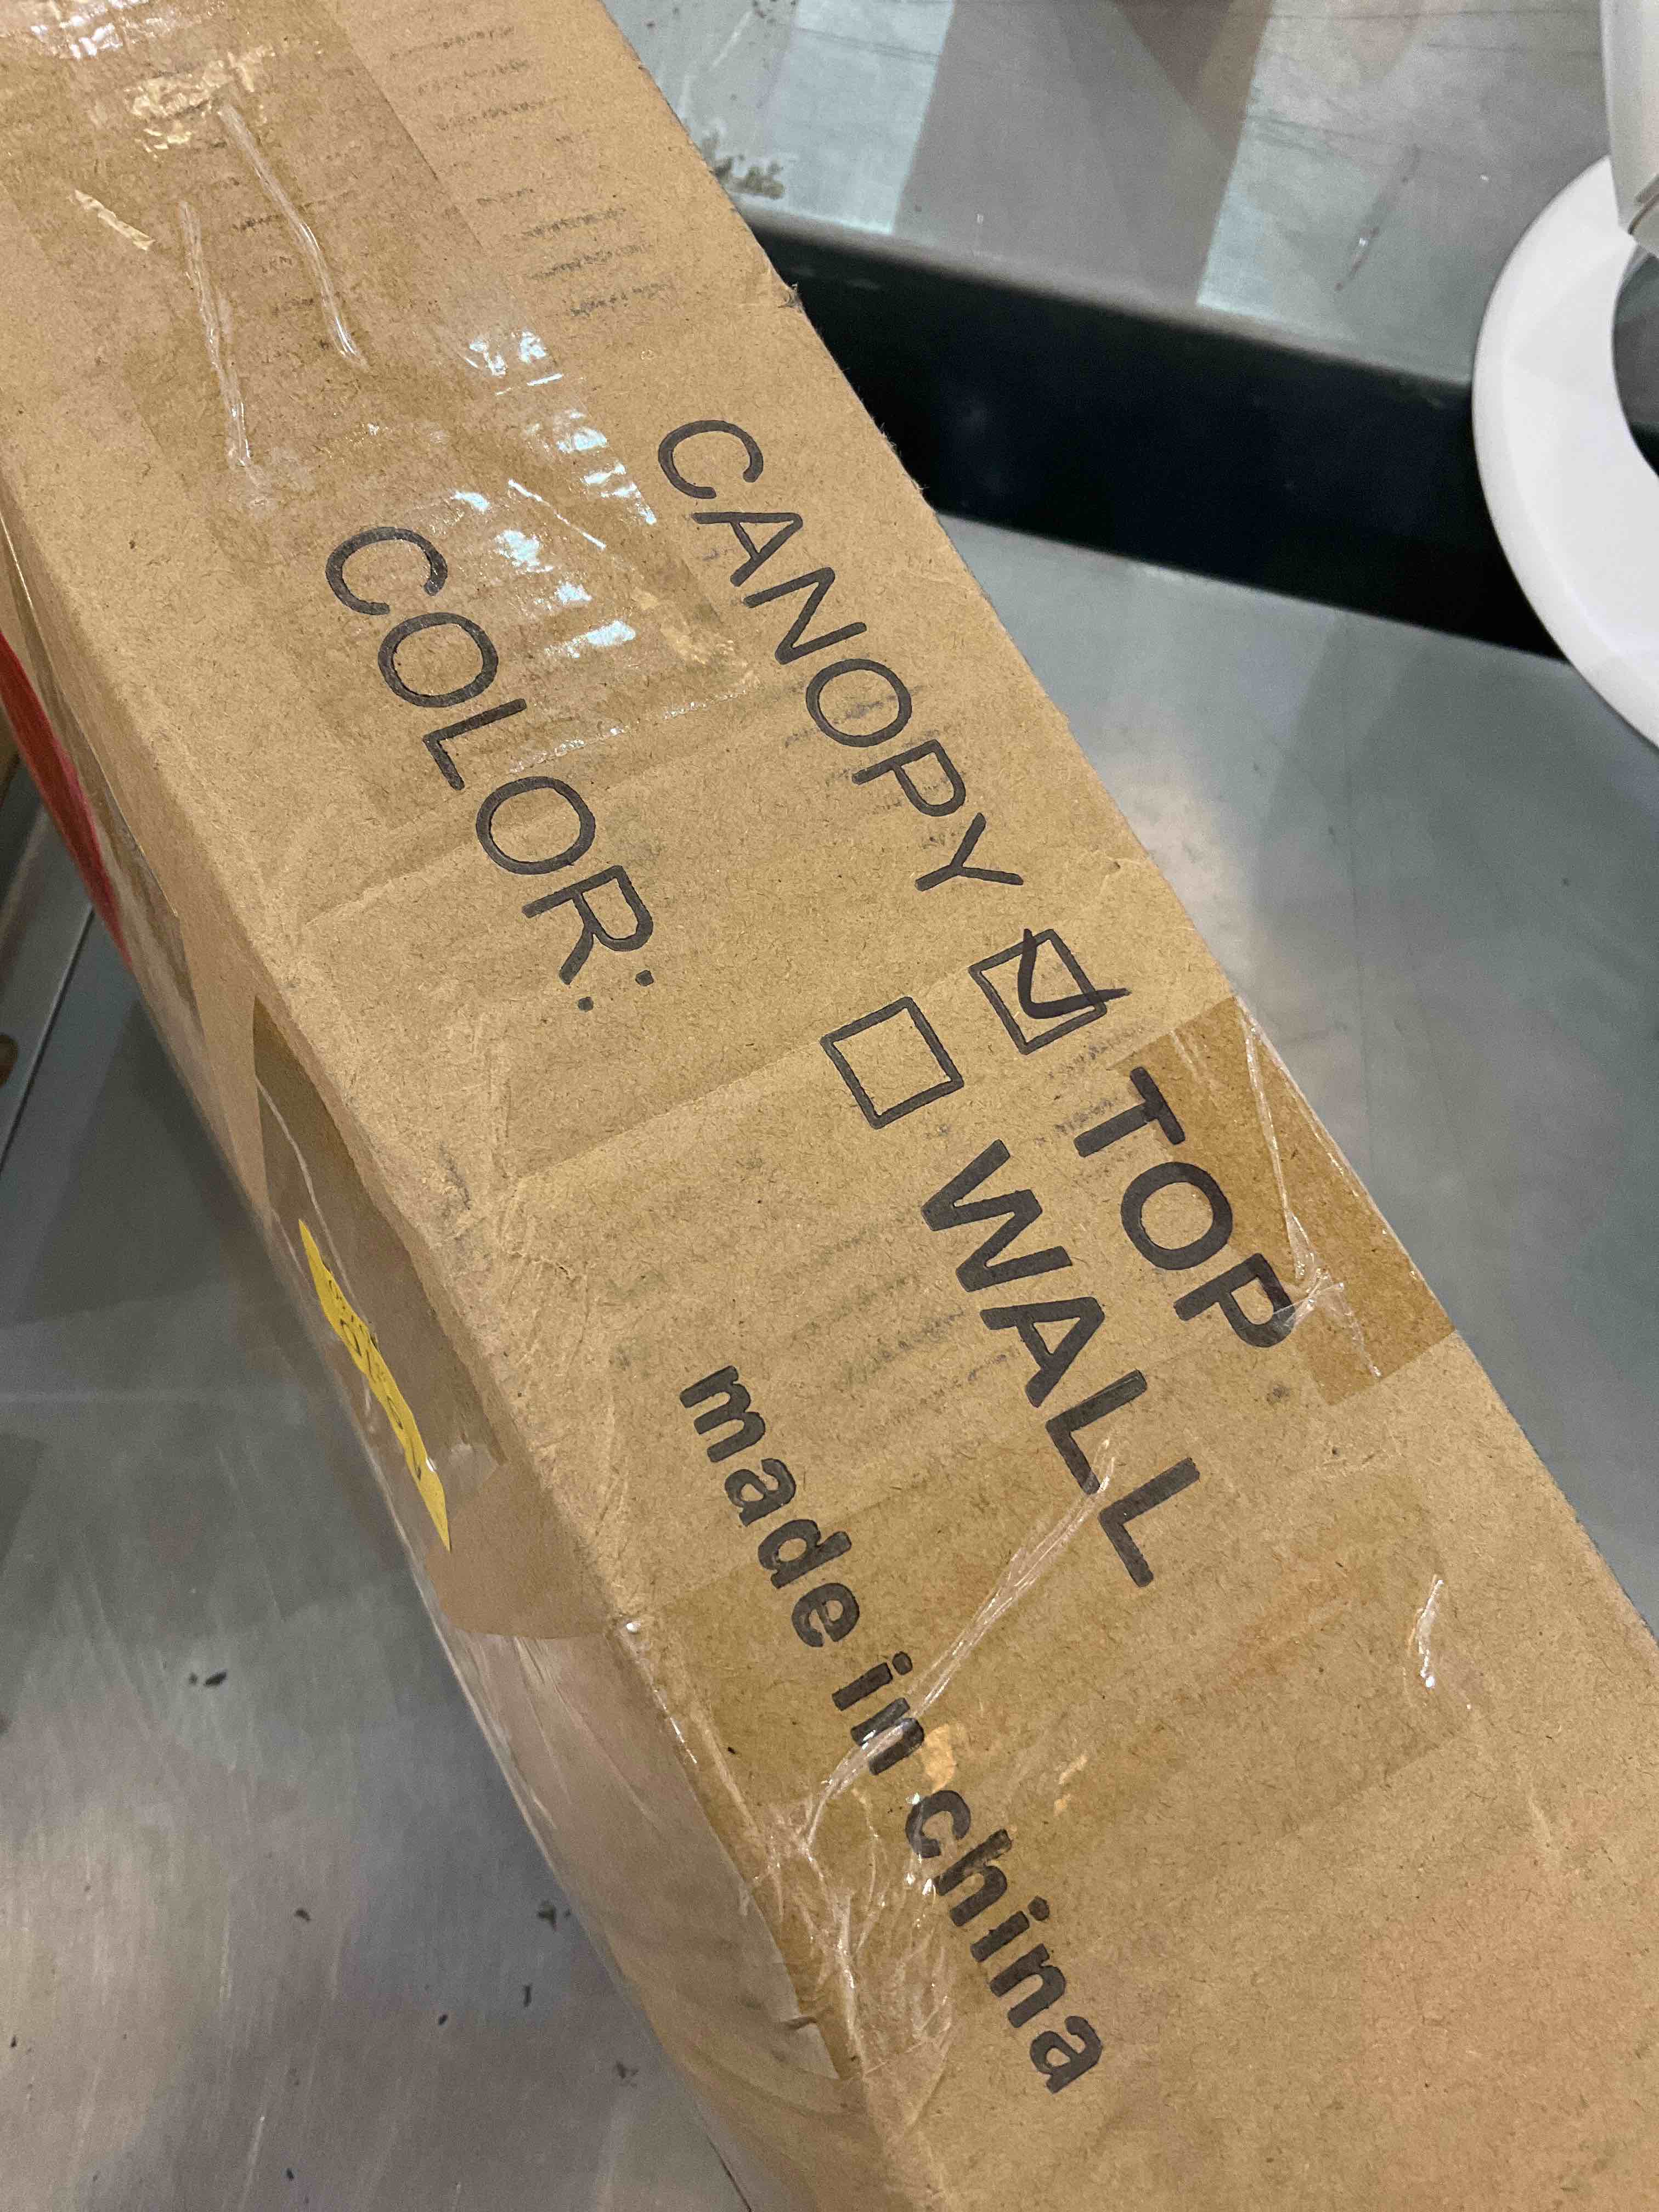 CANOPY ☑ TOP
☐ WALL
COLOR:
made in china